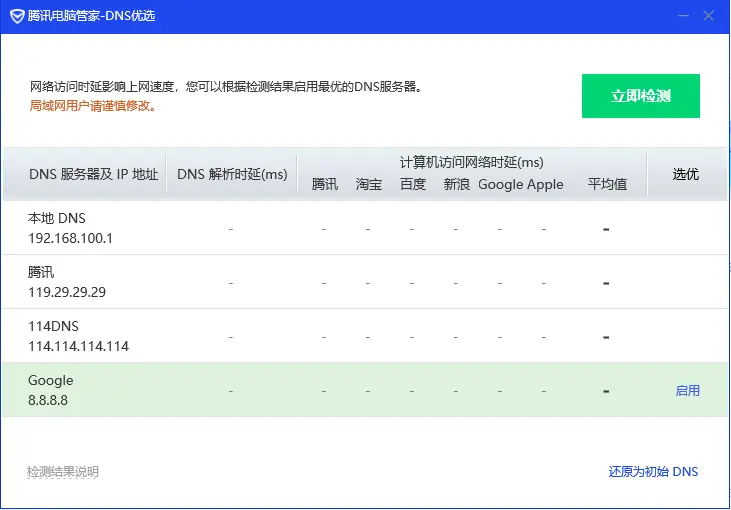 腾讯电脑管家-DNS优选
网络访问时延影响上网速度，您可以根据检测结果启用最优的DNS服务器。
局域网用户请谨慎修改。
立即检测
DNS 服务器及 IP 地址 DNS 解析时延(ms) 计算机访问网络时延(ms) 选优
腾讯 淘宝 百度 新浪 Google Apple 平均值
本地 DNS
192.168.100.1 - - - - - - - -
腾讯
119.29.29.29 - - - - - - - -
114DNS
114.114.114.114 - - - - - - - -
Google
8.8.8.8 - - - - - - - - 启用
检测结果说明 还原为初始 DNS